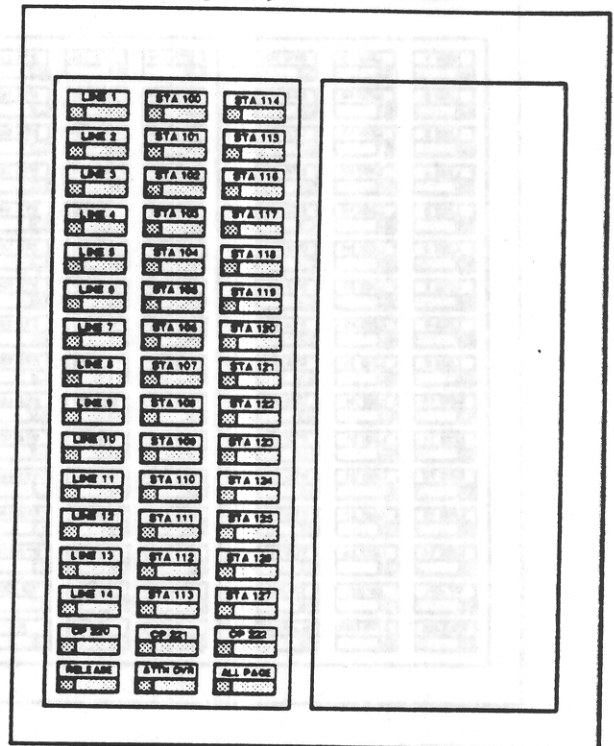 LINE 1 STA 100 STA 114
LINE 2 STA 101 STA 115
LINE 3 STA 102 STA 116
LINE 4 STA 103 STA 117
LINE 5 STA 104 STA 118
LINE 6 STA 105 STA 119
LINE 7 STA 106 STA 120
LINE 8 STA 107 STA 121
LINE 9 STA 108 STA 122
LINE 10 STA 109 STA 123
LINE 11 STA 110 STA 124
LINE 12 STA 111 STA 125
LINE 13 STA 112 STA 126
LINE 14 STA 113 STA 127
CP 220 CP 221 CP 222
RELEASE ATTN OVR ALL PAGE